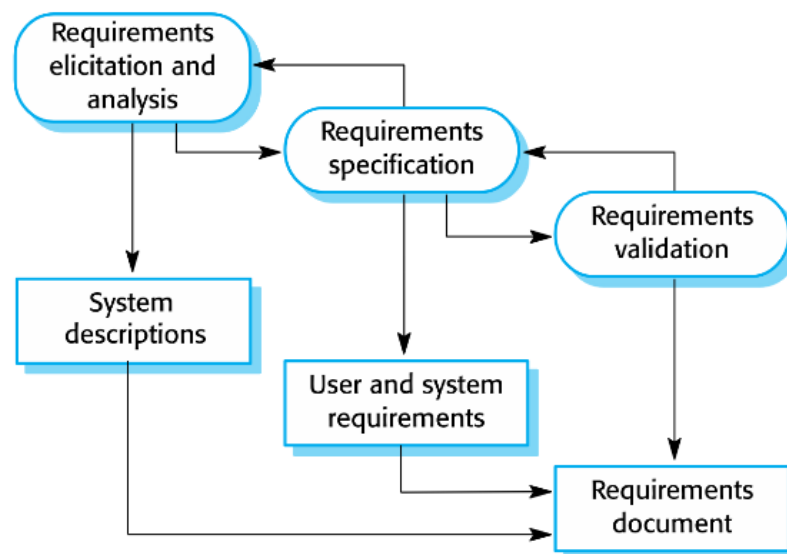 Requirements
elicitation and
analysis
Requirements
specification
Requirements
validation
System
descriptions
User and system
requirements
Requirements
document